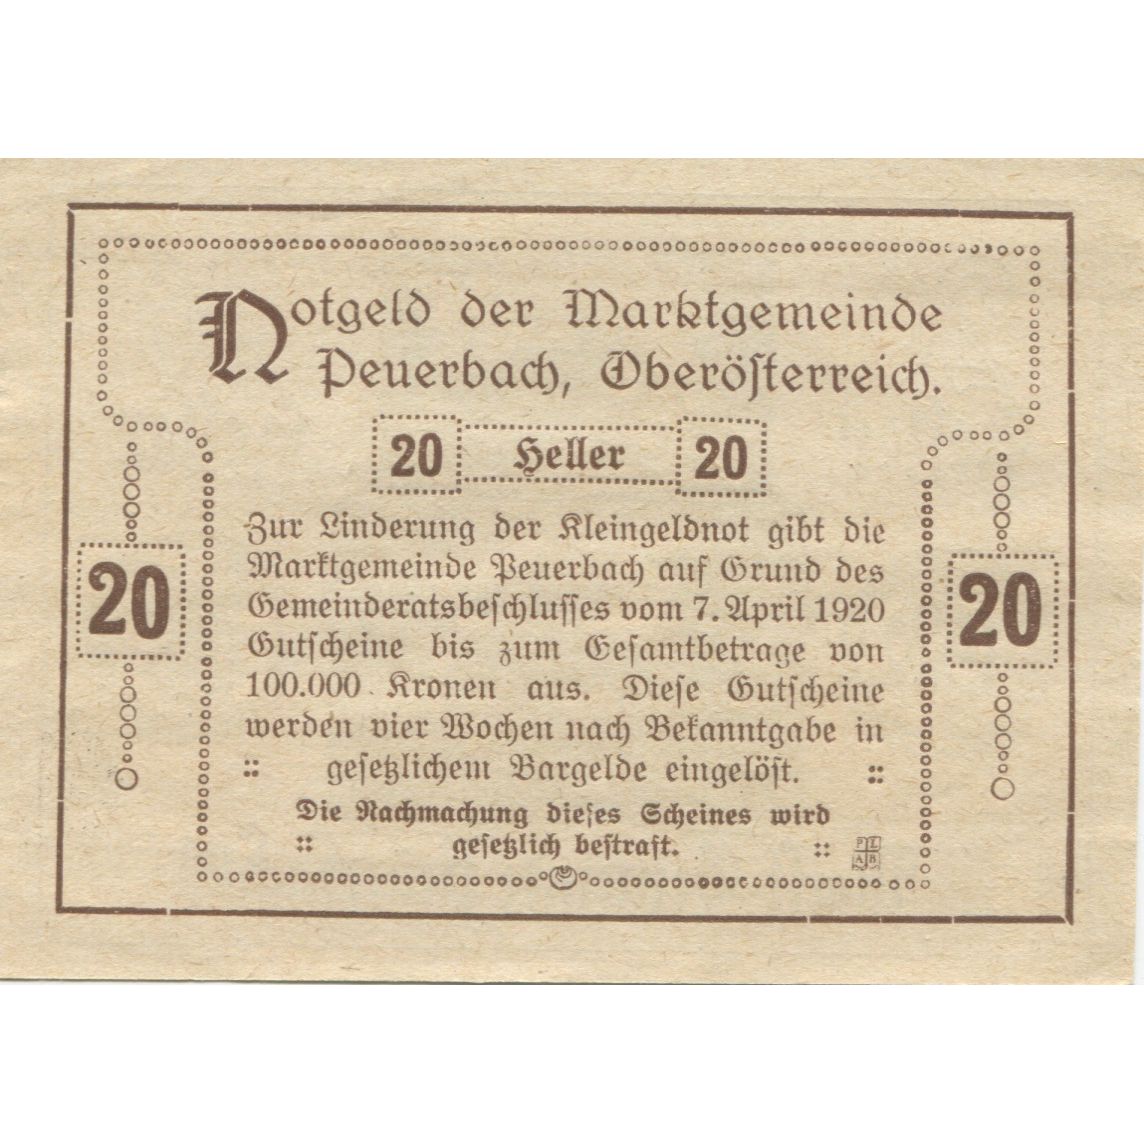 Notgeld der Marktgemeinde
Peuerbach, Oberösterreich.
20 Heller 20
Zur Linderung der Kleingeldnot gibt die
Marktgemeinde Peuerbach auf Grund des
Gemeinderatsbeschlusses vom 7. April 1920
20 20
Gutscheine bis zum Gesamtbetrage von
100.000 Kronen aus. Diese Gutscheine
werden vier Wochen nach Bekanntgabe in
gesetzlichem Bargelde eingelöst.
Die Nachmachung dieses Scheines wird
gesetzlich bestraft.
P L
A B